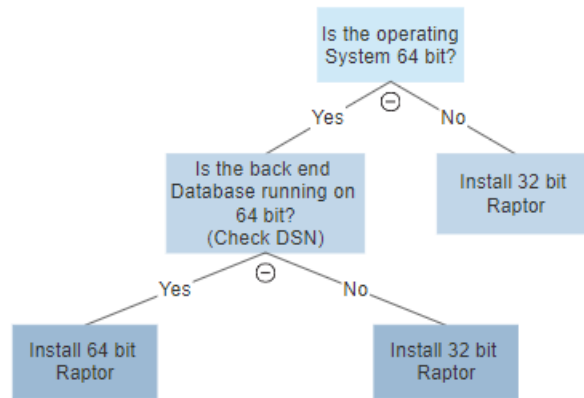 Is the operating
System 64 bit?
Yes
No
Is the back end
Database running on
64 bit?
(Check DSN)
Install 32 bit
Raptor
Yes
No
Install 64 bit
Raptor
Install 32 bit
Raptor